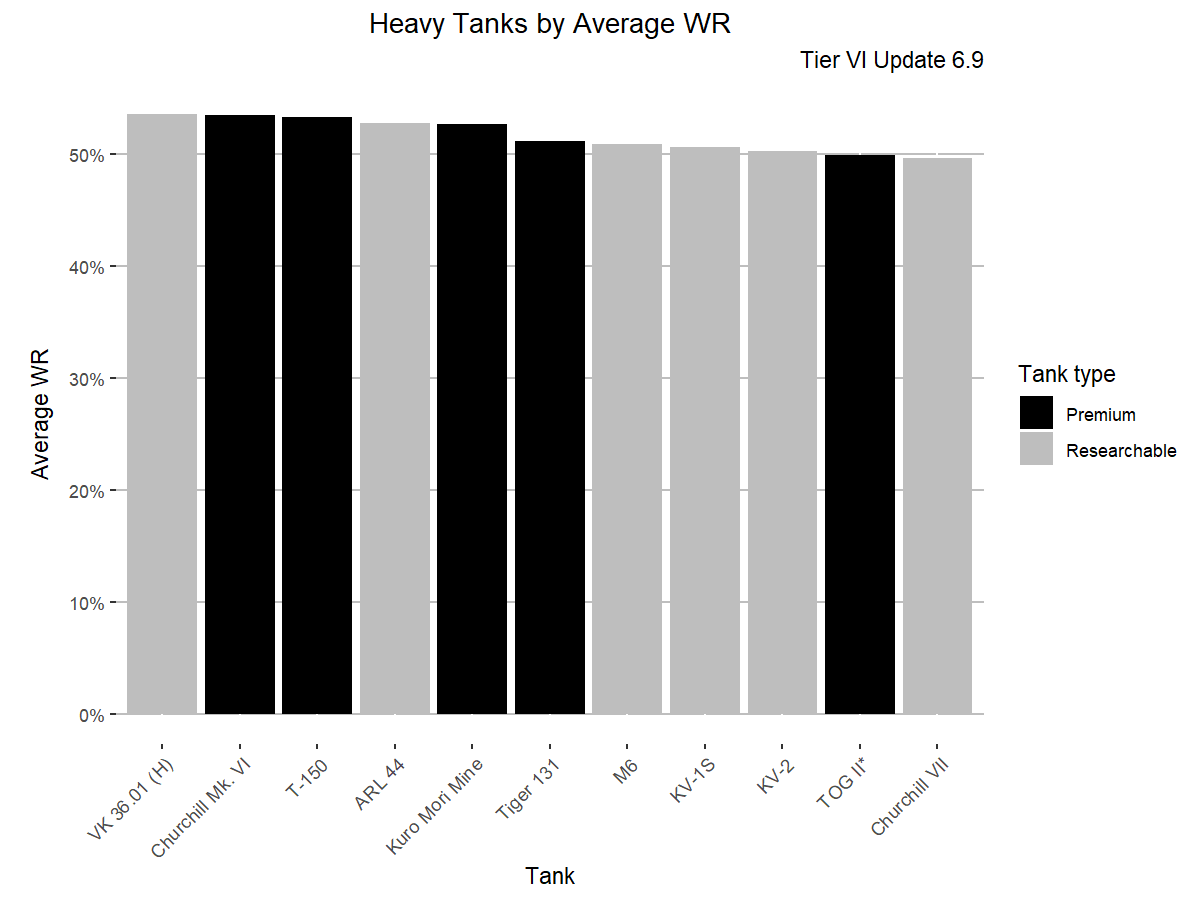 Heavy Tanks by Average WR
Tier VI Update 6.9
Average WR
50%
40%
30%
20%
10%
0%
VK 36.01 (H)
Churchill Mk. VI
T-150
ARL 44
Kuro Mori Mine
Tiger 131
M6
KV-1S
KV-2
TOG II*
Churchill VII
Tank
Tank type
Premium
Researchable